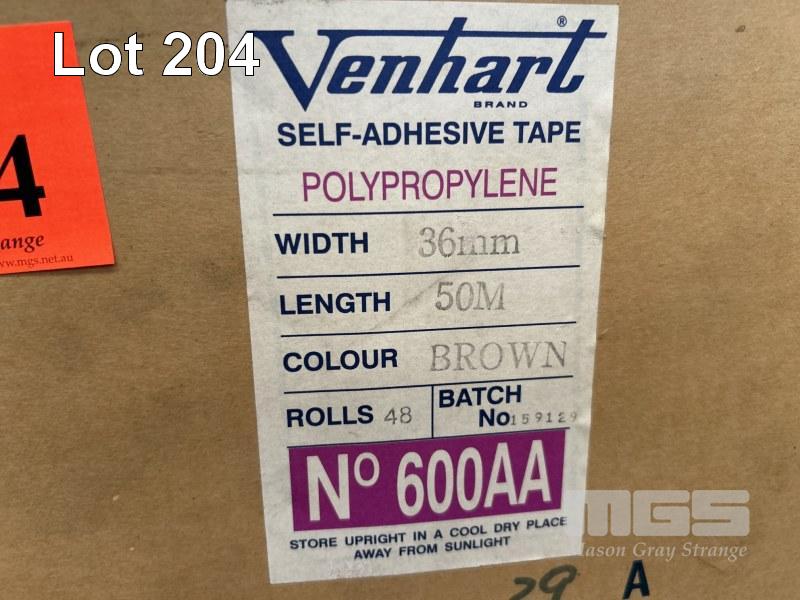 Lot 204
Venhart®
BRAND
SELF-ADHESIVE TAPE
POLYPROPYLENE
WIDTH 36mm
LENGTH 50M
COLOUR BROWN
ROLLS 48
BATCH
No 159129
Nº 600AA
STORE UPRIGHT IN A COOL DRY PLACE
AWAY FROM SUNLIGHT
4
ange
www.mgs.net.au
MGS
Mason Gray Strange
29 A